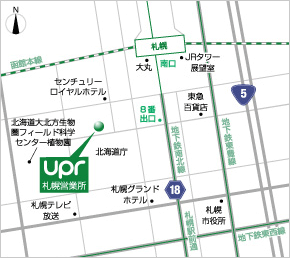 函館本線
札幌
大丸
南口
JRタワー
展望室
センチュリー
ロイヤルホテル
8番
出口
東急
百貨店
5
北海道大北方生物
圏フィールド科学
センター植物園
北海道庁
upr
札幌営業所
地下鉄南北線
地下鉄東豊線
18
札幌グランド
ホテル
札幌テレビ
放送
札幌駅前通
札幌
市役所
地下鉄東西線